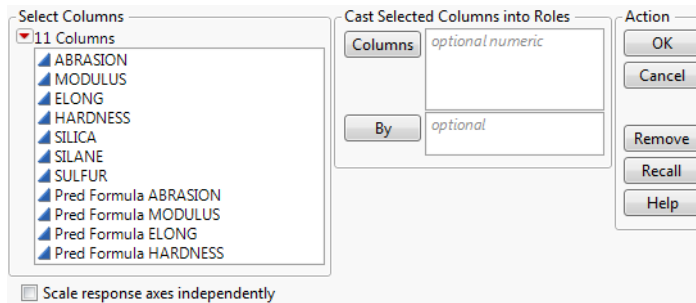 Select Columns
11 Columns
ABRASION
MODULUS
ELONG
HARDNESS
SILICA
SILANE
SULFUR
Pred Formula ABRASION
Pred Formula MODULUS
Pred Formula ELONG
Pred Formula HARDNESS
Scale response axes independently
Cast Selected Columns into Roles
Columns
optional numeric
By
optional
Action
OK
Cancel
Remove
Recall
Help